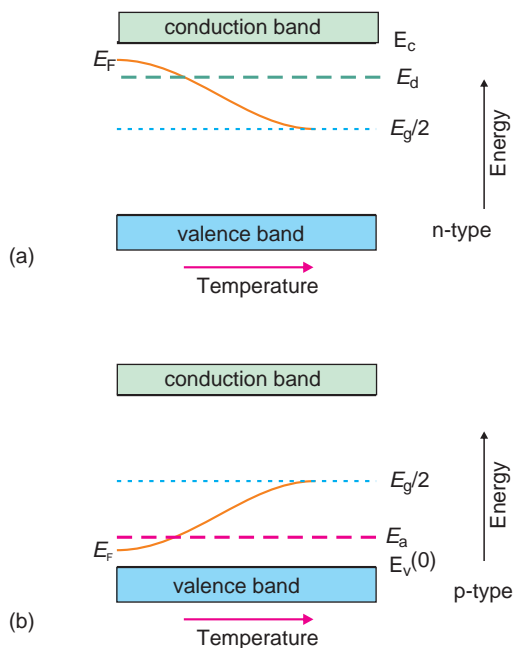 conduction band
E_c
E_F
E_d
E_g/2
Energy
n-type
valence band
(a)
Temperature
conduction band
E_g/2
Energy
E_a
E_F
E_v(0)
valence band
p-type
(b)
Temperature